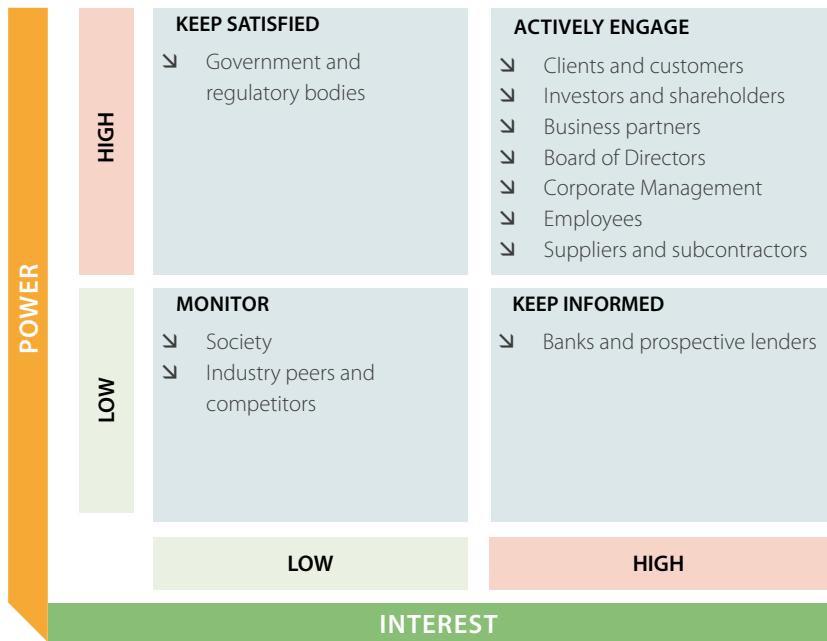 KEEP SATISFIED
Government and
regulatory bodies
ACTIVELY ENGAGE
Clients and customers
Investors and shareholders
Business partners
Board of Directors
Corporate Management
Employees
Suppliers and subcontractors
HIGH
POWER
MONITOR
Society
Industry peers and
competitors
KEEP INFORMED
Banks and prospective lenders
LOW
LOW
HIGH
INTEREST